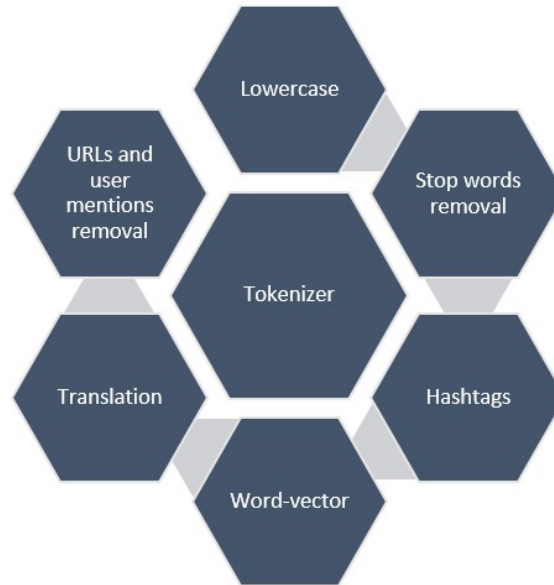 Lowercase
Stop words
removal
Hashtags
Word-vector
Translation
URLs and
user
mentions
removal
Tokenizer